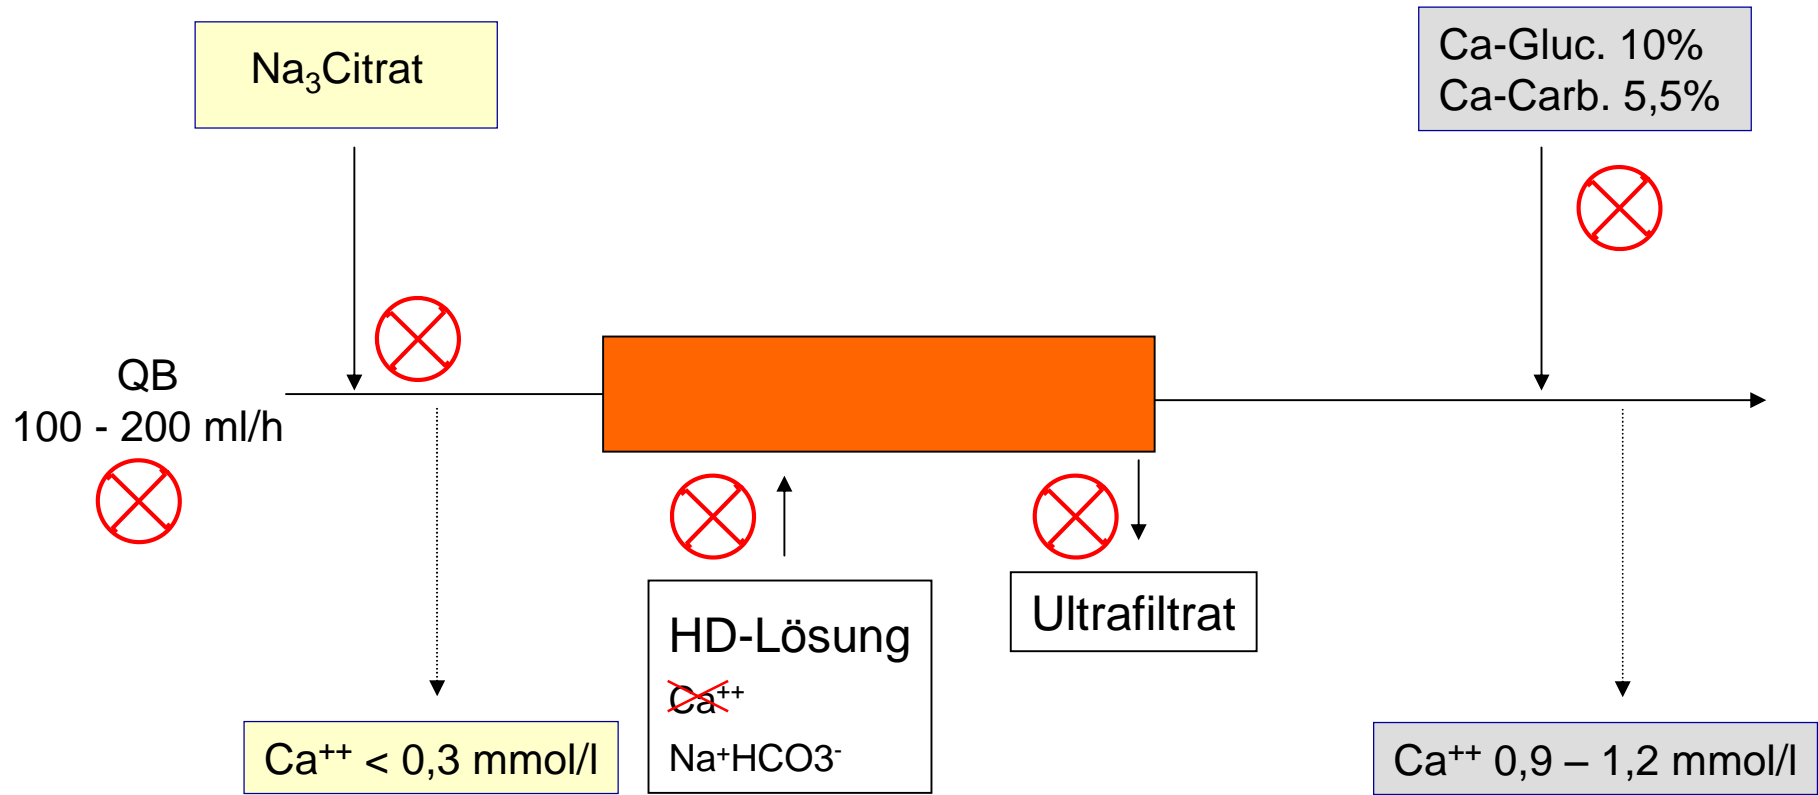 Na₃Citrat
Ca-Gluc. 10%
Ca-Carb. 5,5%
QB
100 - 200 ml/h
HD-Lösung
Ca⁺⁺
Na⁺HCO3⁻
Ultrafiltrat
Ca⁺⁺ < 0,3 mmol/l
Ca⁺⁺ 0,9 – 1,2 mmol/l